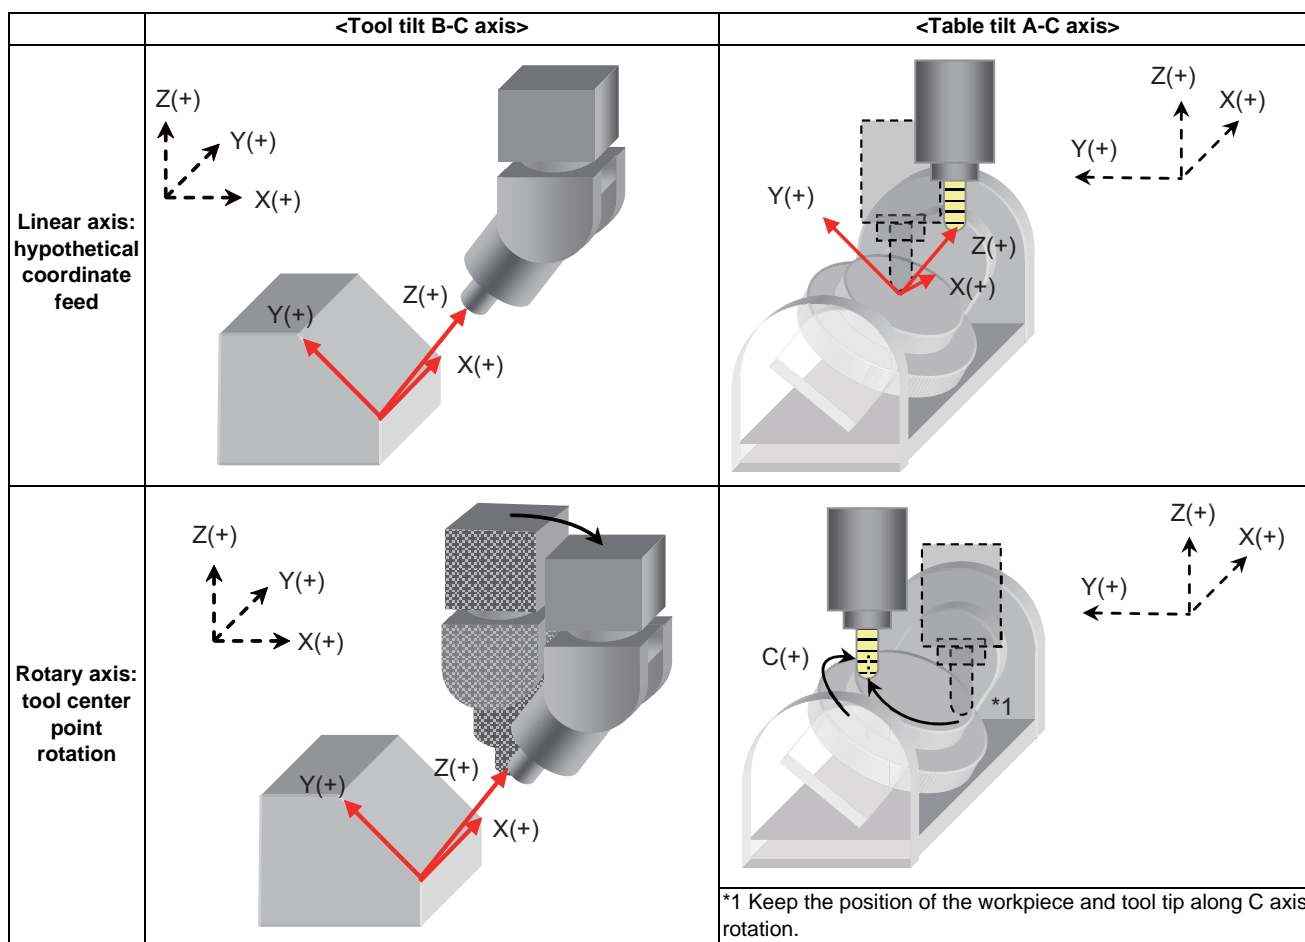 <Tool tilt B-C axis>
<Table tilt A-C axis>
Linear axis:
hypothetical
coordinate
feed
Z(+)
Y(+)
X(+)
Y(+)
Z(+)
X(+)
Z(+)
X(+)
Y(+)
Y(+)
Z(+)
X(+)
Rotary axis:
tool center
point
rotation
Z(+)
Y(+)
X(+)
Y(+)
Z(+)
X(+)
Z(+)
X(+)
Y(+)
C(+)
*1
*1 Keep the position of the workpiece and tool tip along C axis
rotation.